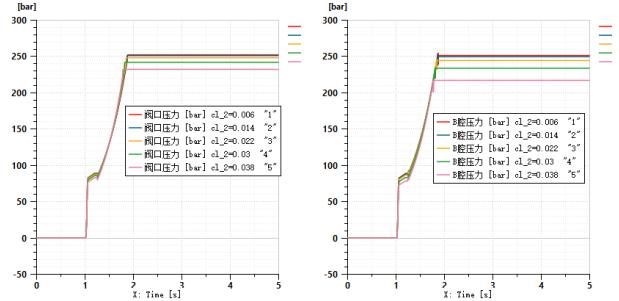 [bar]
300
250
200
150
100
50
0
-50
0
1
2
3
4
5
X: Time [s]
阀口压力 [bar] cl_2=0.006 "1"
阀口压力 [bar] cl_2=0.014 "2"
阀口压力 [bar] cl_2=0.022 "3"
阀口压力 [bar] cl_2=0.03 "4"
阀口压力 [bar] cl_2=0.038 "5"
[bar]
300
250
200
150
100
50
0
-50
0
1
2
3
4
5
X: Time [s]
B腔压力 [bar] cl_2=0.006 "1"
B腔压力 [bar] cl_2=0.014 "2"
B腔压力 [bar] cl_2=0.022 "3"
B腔压力 [bar] cl_2=0.03 "4"
B腔压力 [bar] cl_2=0.038 "5"